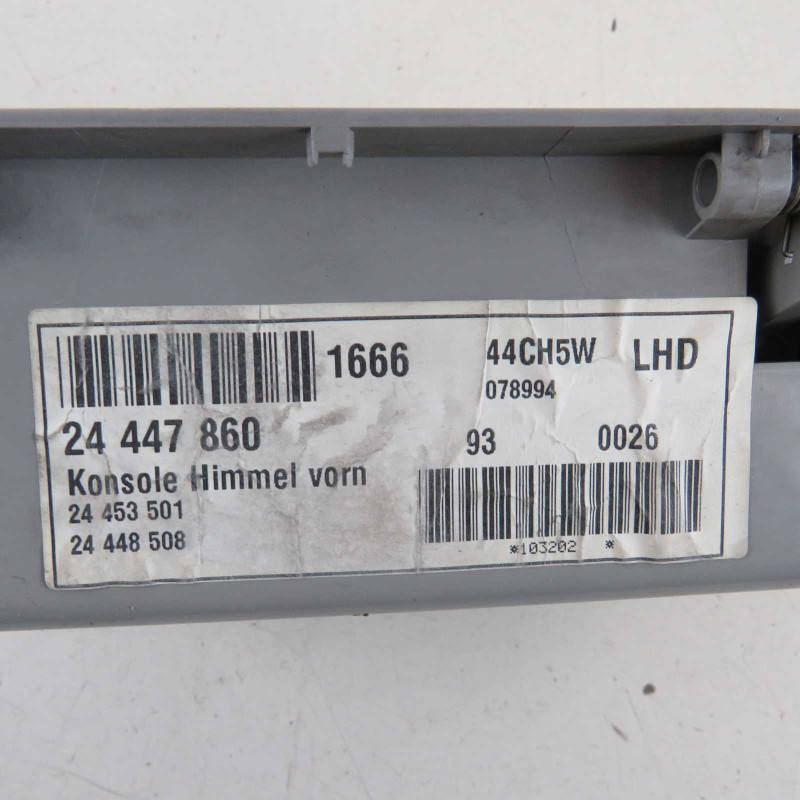 1666 44CH5W LHD
078994
24 447 860 93 0026
Konsole Himmel vorn
24 453 501
24 448 508
*103202 *